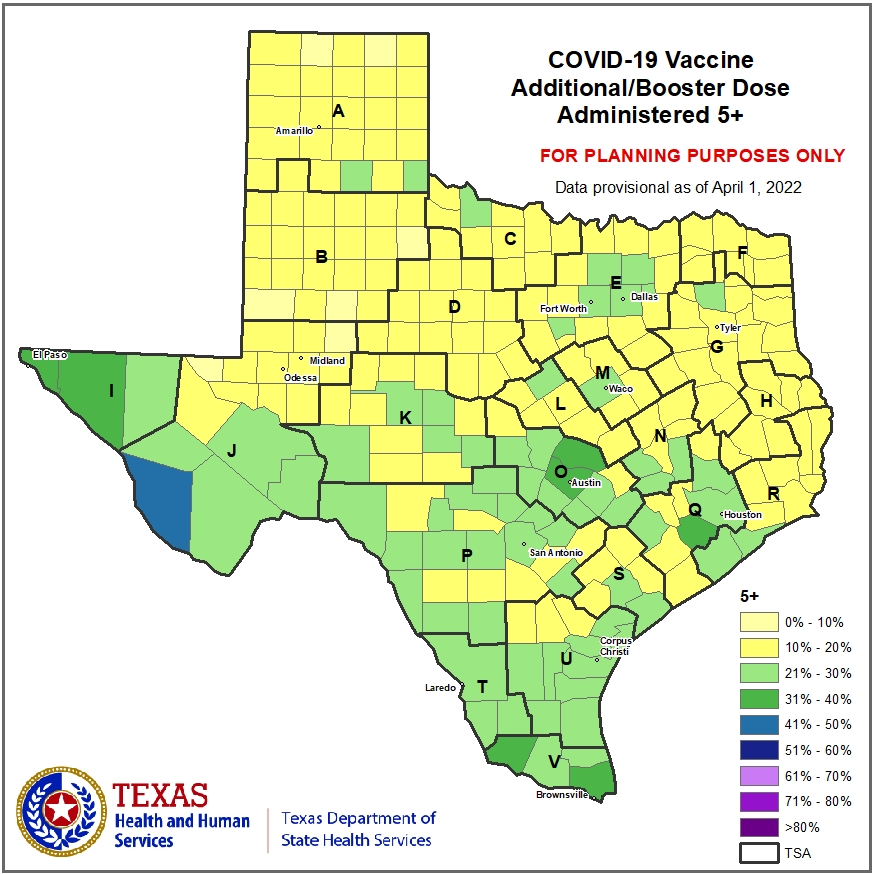 COVID-19 Vaccine
Additional/Booster Dose
Administered 5+
FOR PLANNING PURPOSES ONLY
Data provisional as of April 1, 2022
A
Amarillo
B
C
D
E
Fort Worth
Dallas
F
Tyler
G
El Paso
I
Midland
Odessa
J
K
L
M
Waco
H
N
O
Austin
Q
Houston
R
P
San Antonio
S
Corpus
Christi
U
Laredo
T
V
Brownsville
5+
0% - 10%
10% - 20%
21% - 30%
31% - 40%
41% - 50%
51% - 60%
61% - 70%
71% - 80%
>80%
TSA
TEXAS
Health and Human
Services
Texas Department of
State Health Services